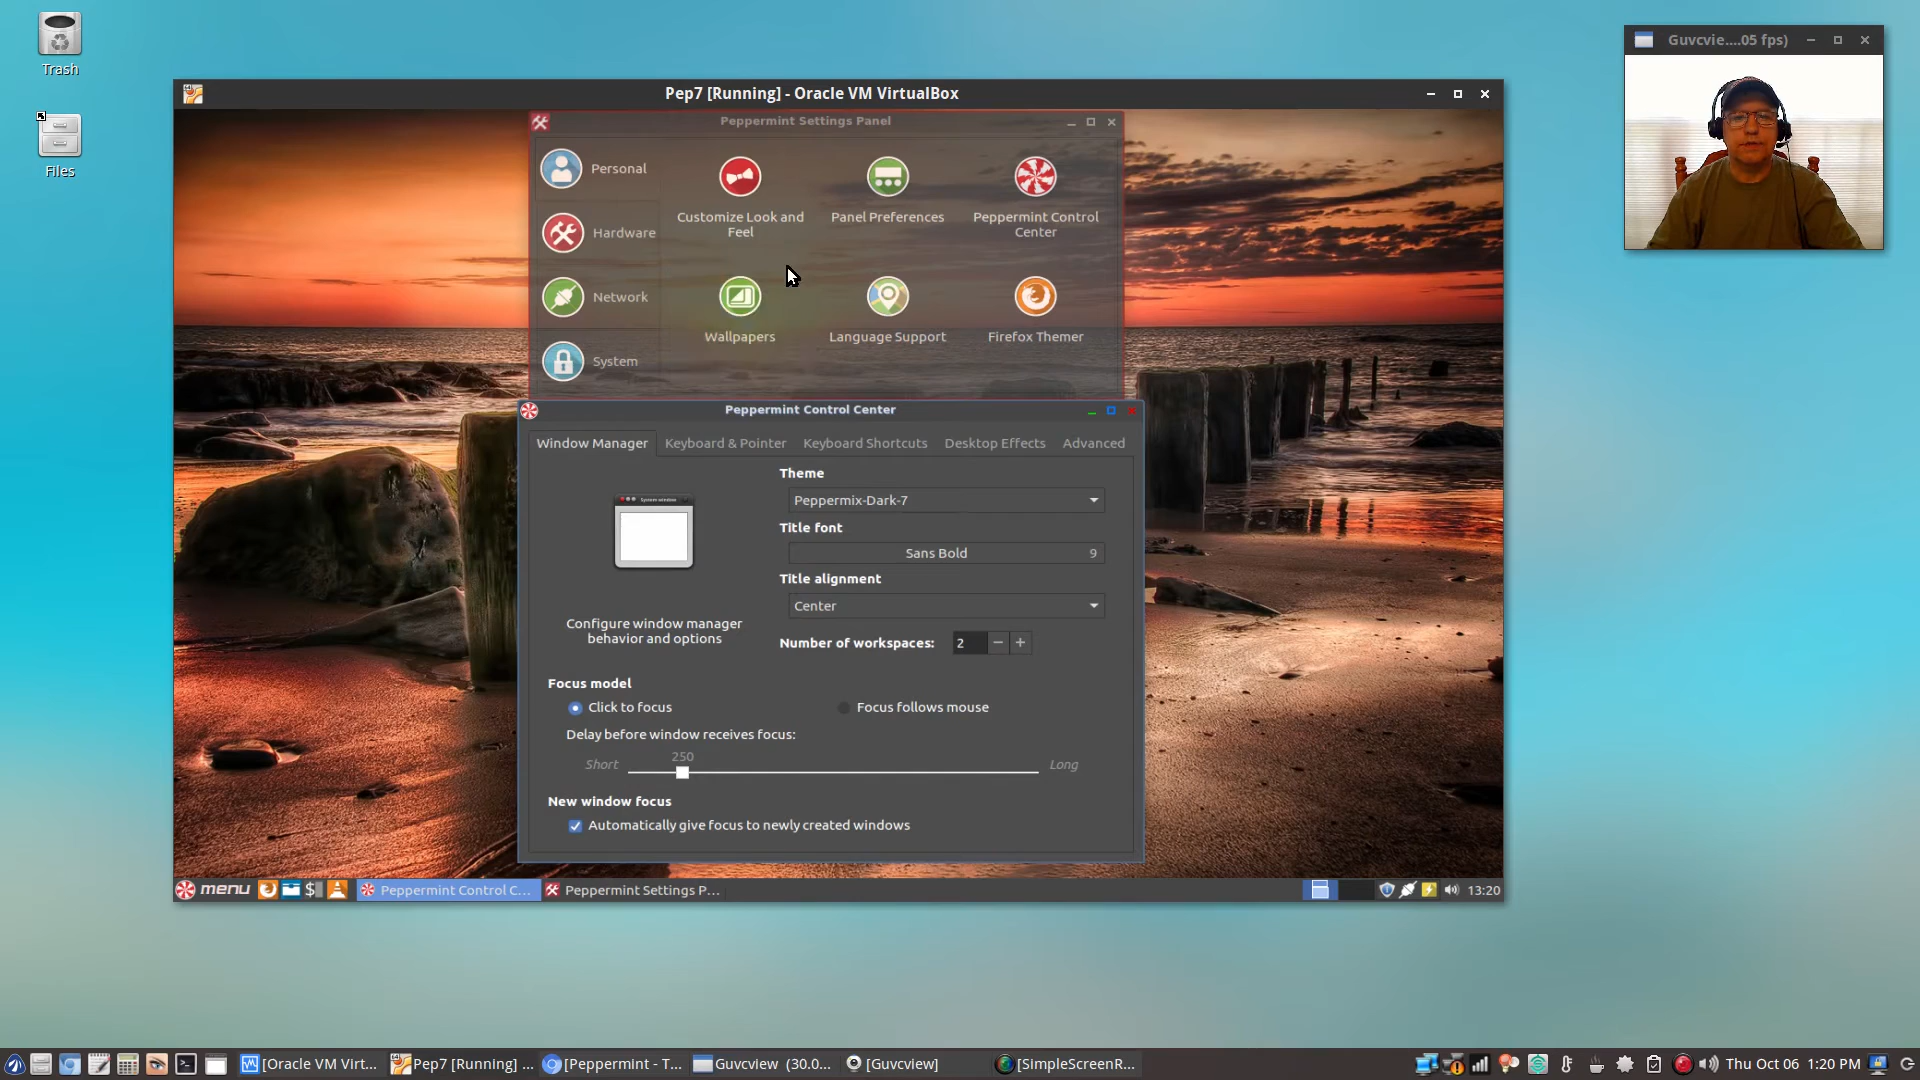 Trash
Files
Guvcvie....05 fps)
Pep7 [Running] - Oracle VM VirtualBox
Peppermint Settings Panel
Personal
Hardware
Network
System
Customize Look and
Feel
Panel Preferences
Peppermint Control
Center
Wallpapers
Language Support
Firefox Themer
Peppermint Control Center
Window Manager
Keyboard & Pointer
Keyboard Shortcuts
Desktop Effects
Advanced
System window
Configure window manager
behavior and options
Theme
Peppermix-Dark-7
Title font
Sans Bold 9
Title alignment
Center
Number of workspaces: 2 − +
Focus model
Click to focus
Focus follows mouse
Delay before window receives focus:
250
Short
Long
New window focus
Automatically give focus to newly created windows
menu
Peppermint Control C...
Peppermint Settings P...
13:20
[Oracle VM Virt...
Pep7 [Running] ...
[Peppermint - T...
Guvcview (30.0...
[Guvcview]
[SimpleScreenR...
Thu Oct 06 1:20 PM